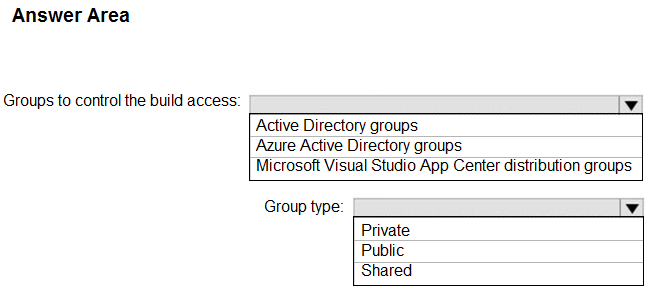 Answer Area
Groups to control the build access:
Active Directory groups
Azure Active Directory groups
Microsoft Visual Studio App Center distribution groups
Group type:
Private
Public
Shared